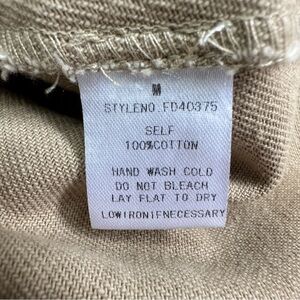 M
STYLENO.FD40375
SELF
100%COTTON
HAND WASH COLD
DO NOT BLEACH
LAY FLAT TO DRY
LOWIRONIFNECESSARY